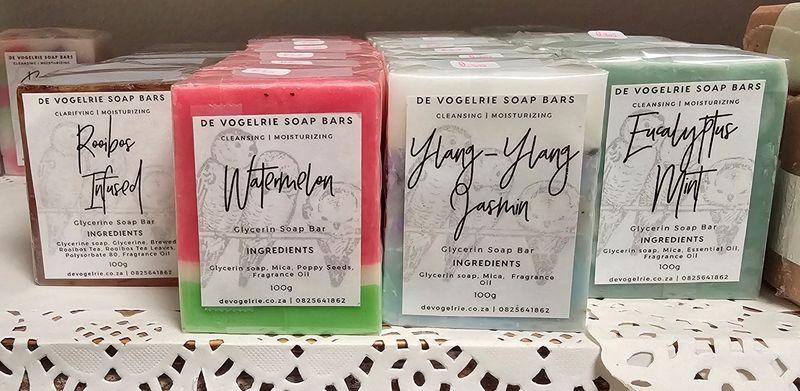 DE VOGELRIE SOAP BARS
CLARIFYING | MOISTURIZING
Rooibos
Infused
Glycerine Soap Bar
INGREDIENTS
Glycerine soap, Glycerine, Brewed
Rooibos Tea, Rooibos Tea Leaves,
Polysorbate 80, Fragrance Oil
100g
devogelrie.co.za | 0825641862
DE VOGELRIE SOAP BARS
CLEANSING | MOISTURIZING
Watermelon
Glycerin Soap Bar
INGREDIENTS
Glycerin soap, Mica, Poppy Seeds,
Fragrance Oil
100g
devogelrie.co.za | 0825641862
DE VOGELRIE SOAP BARS
CLEANSING | MOISTURIZING
Ylang-Ylang
Jasmin
Glycerin Soap Bar
INGREDIENTS
Glycerin soap, Mica, Fragrance
Oil
100g
devogelrie.co.za | 0825641862
DE VOGELRIE SOAP BARS
CLEANSING | MOISTURIZING
Eucalyptus
Mint
Glycerin Soap Bar
INGREDIENTS
Glycerin soap, Mica, Essential Oil,
Fragrance Oil
100g
devogelrie.co.za | 0825641862